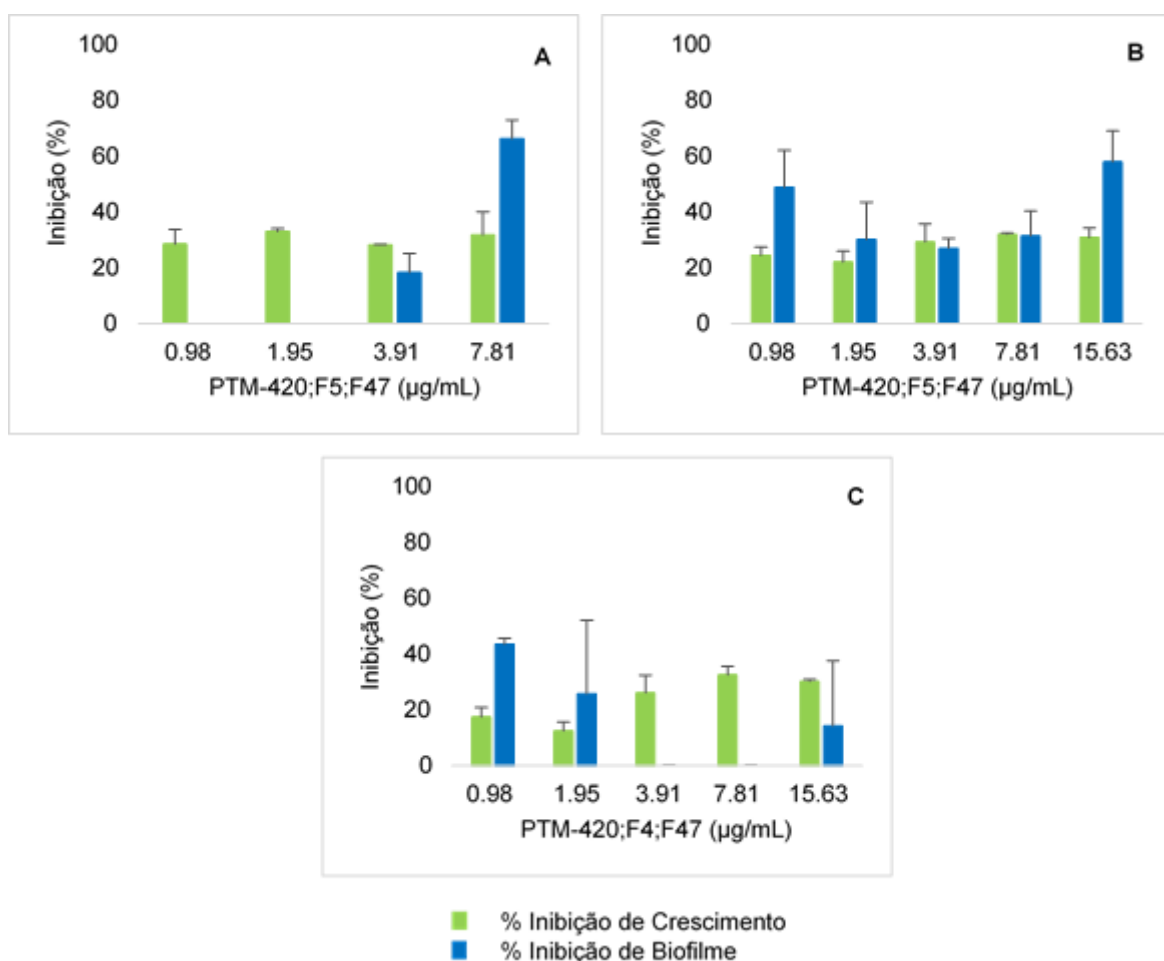 A
100
80
60
40
20
0
Inibição (%)
0.98 1.95 3.91 7.81
PTM-420;F5;F47 (µg/mL)
B
100
80
60
40
20
0
Inibição (%)
0.98 1.95 3.91 7.81 15.63
PTM-420;F5;F47 (µg/mL)
C
100
80
60
40
20
0
Inibição (%)
0.98 1.95 3.91 7.81 15.63
PTM-420;F4;F47 (µg/mL)
% Inibição de Crescimento
% Inibição de Biofilme